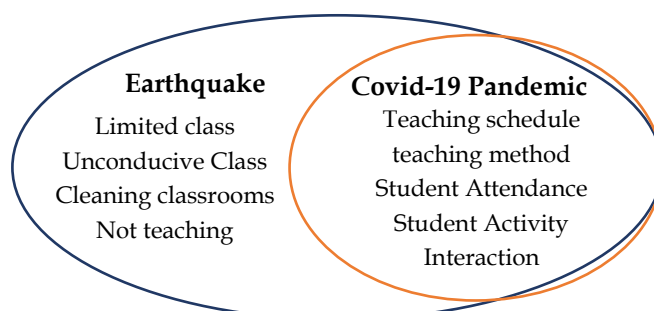 Earthquake
Limited class
Unconducive Class
Cleaning classrooms
Not teaching
Covid-19 Pandemic
Teaching schedule
teaching method
Student Attendance
Student Activity
Interaction